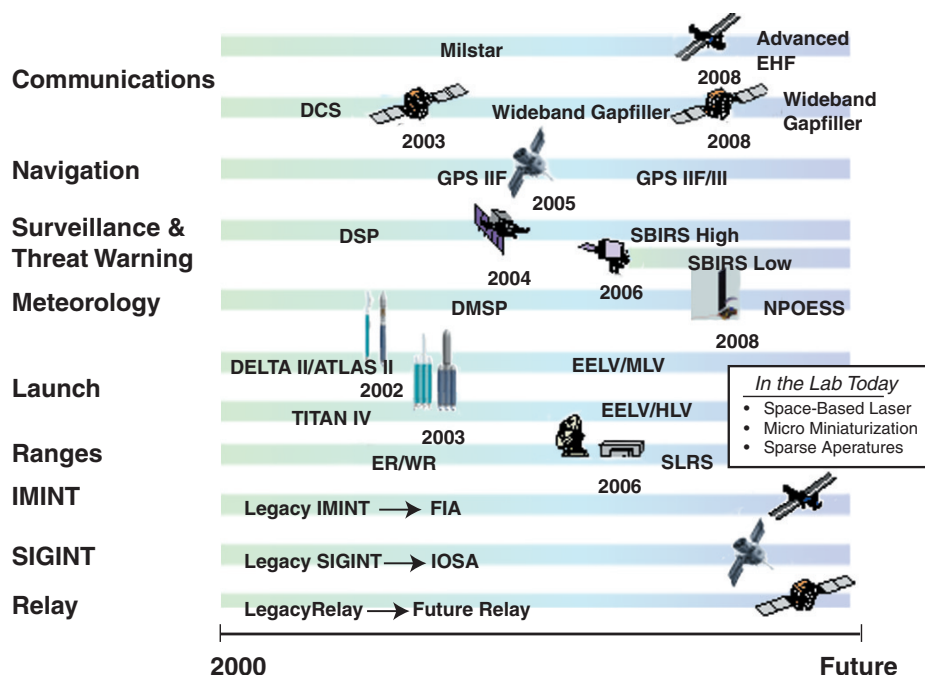 Communications
Milstar
Advanced
EHF
2008
DCS
2003
Wideband Gapfiller
2008
Wideband
Gapfiller
Navigation
GPS IIF
2005
GPS IIF/III
Surveillance &
Threat Warning
DSP
2004
SBIRS High
2006
SBIRS Low
Meteorology
DMSP
NPOESS
2008
Launch
DELTA II/ATLAS II
2002
EELV/MLV
TITAN IV
2003
EELV/HLV
In the Lab Today
• Space-Based Laser
• Micro Miniaturization
• Sparse Aperatures
Ranges
ER/WR
2006
SLRS
IMINT
Legacy IMINT → FIA
SIGINT
Legacy SIGINT → IOSA
Relay
LegacyRelay → Future Relay
2000
Future